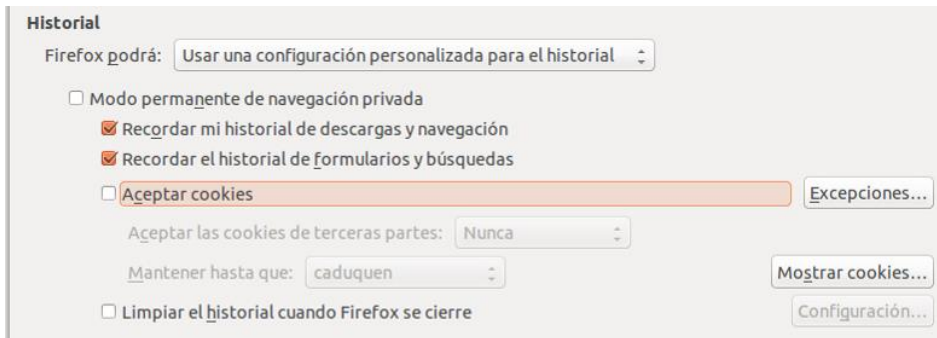 Historial
Firefox podrá: Usar una configuración personalizada para el historial
Modo permanente de navegación privada
Recordar mi historial de descargas y navegación
Recordar el historial de formularios y búsquedas
Aceptar cookies Excepciones...
Aceptar las cookies de terceras partes: Nunca
Mantener hasta que: caduquen Mostrar cookies...
Limpiar el historial cuando Firefox se cierre Configuración...